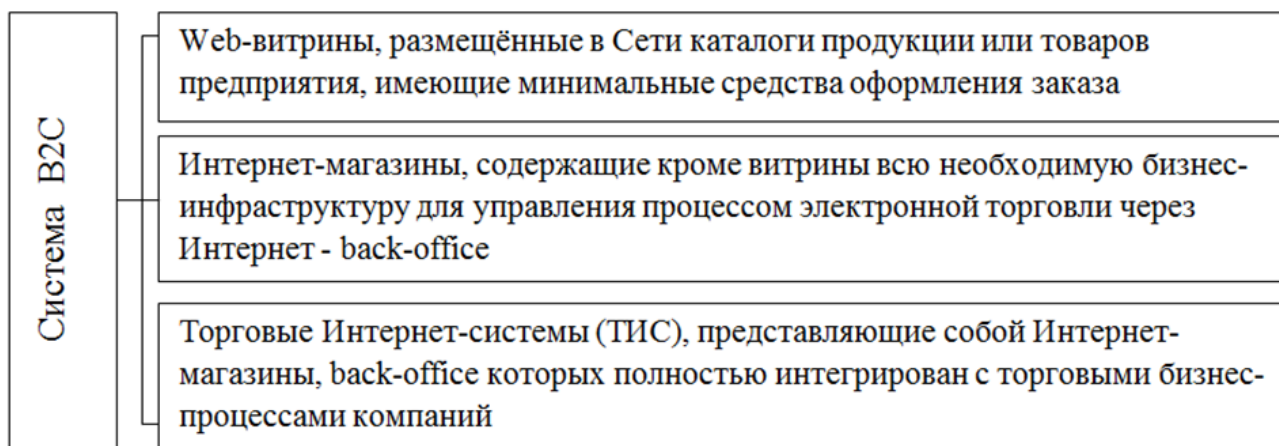 Система B2C
Web-витрины, размещённые в Сети каталоги продукции или товаров
предприятия, имеющие минимальные средства оформления заказа
Интернет-магазины, содержащие кроме витрины всю необходимую бизнес-
инфраструктуру для управления процессом электронной торговли через
Интернет - back-office
Торговые Интернет-системы (ТИС), представляющие собой Интернет-
магазины, back-office которых полностью интегрирован с торговыми бизнес-
процессами компаний